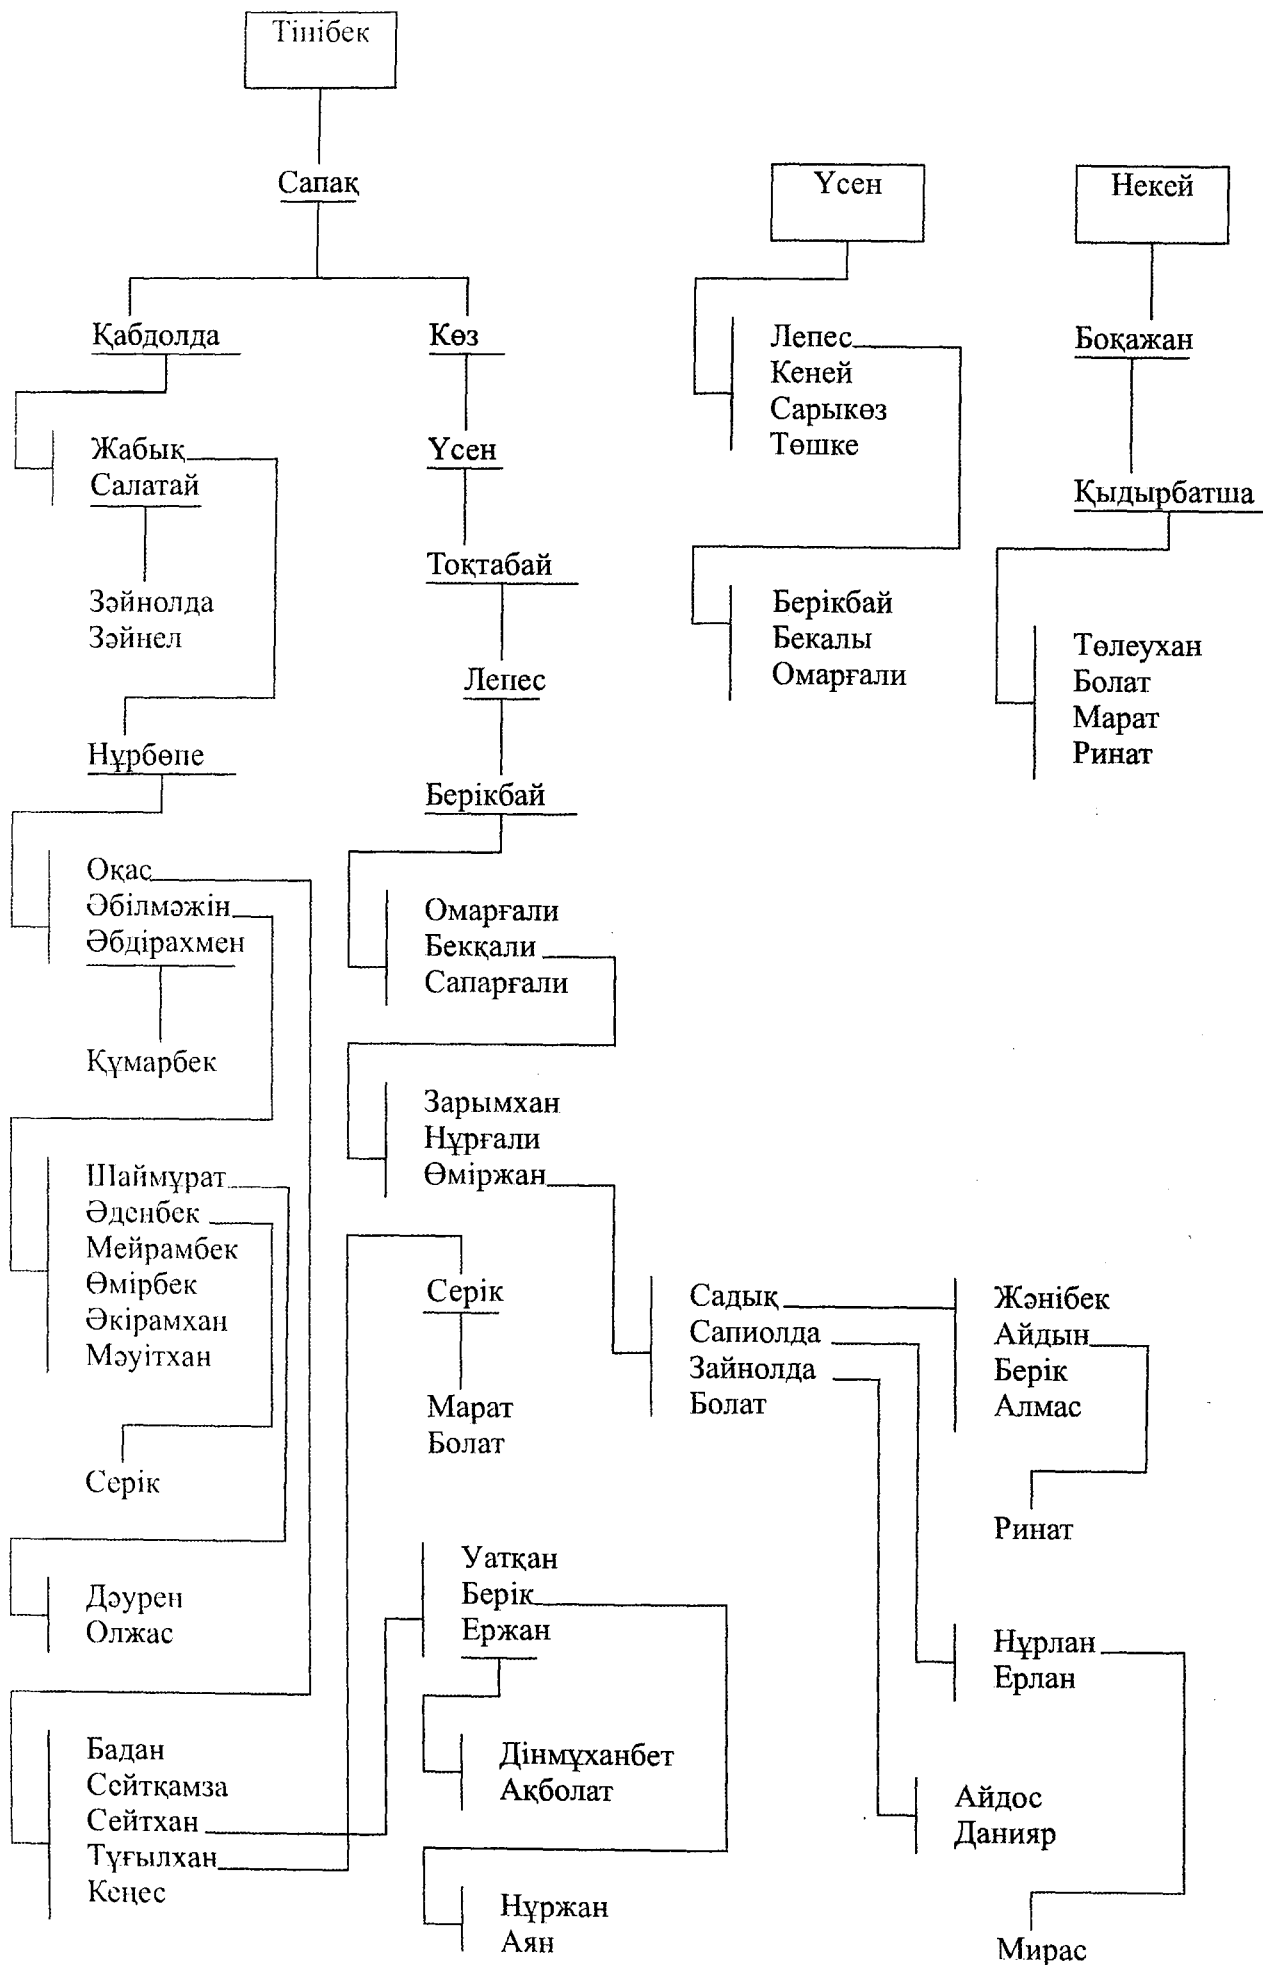 Тінібек
Сапақ
Қабдолда
Көз
Жабық
Салатай
Үсен
Зәйнолда
Зәйнел
Тоқтабай
Лепес
Нұрбөпе
Берікбай
Оқас
Әбілмәжін
Әбдірахмен
Омарғали
Бекқали
Сапарғали
Құмарбек
Зарымхан
Нұрғали
Өміржан
Шаймұрат
Әденбек
Мейрамбек
Өмірбек
Әкірамхан
Мәуітхан
Серік
Марат
Болат
Серік
Дәурен
Олжас
Уатқан
Берік
Ержан
Дінмұханбет
Ақболат
Бадан
Сейтқамза
Сейтхан
Тұғылхан
Кеңес
Нұржан
Аян
Үсен
Лепес
Кеней
Сарыкөз
Төшке
Берікбай
Бекалы
Омарғали
Некей
Боқажан
Қыдырбатша
Төлеухан
Болат
Марат
Ринат
Садық
Сапиолда
Зайнолда
Болат
Жәнібек
Айдын
Берік
Алмас
Ринат
Нұрлан
Ерлан
Айдос
Данияр
Мирас